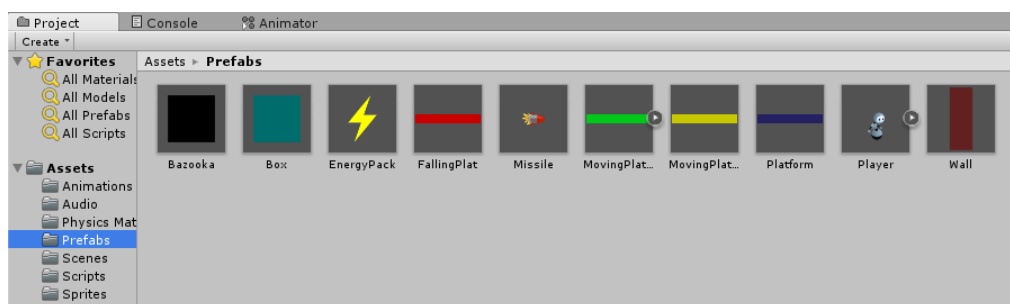 Project Console Animator
Create
Favorites
All Materials
All Models
All Prefabs
All Scripts
Assets
Animations
Audio
Physics Mat
Prefabs
Scenes
Scripts
Sprites
Assets Prefabs
Bazooka Box EnergyPack FallingPlat Missile MovingPlat... MovingPlat... Platform Player Wall